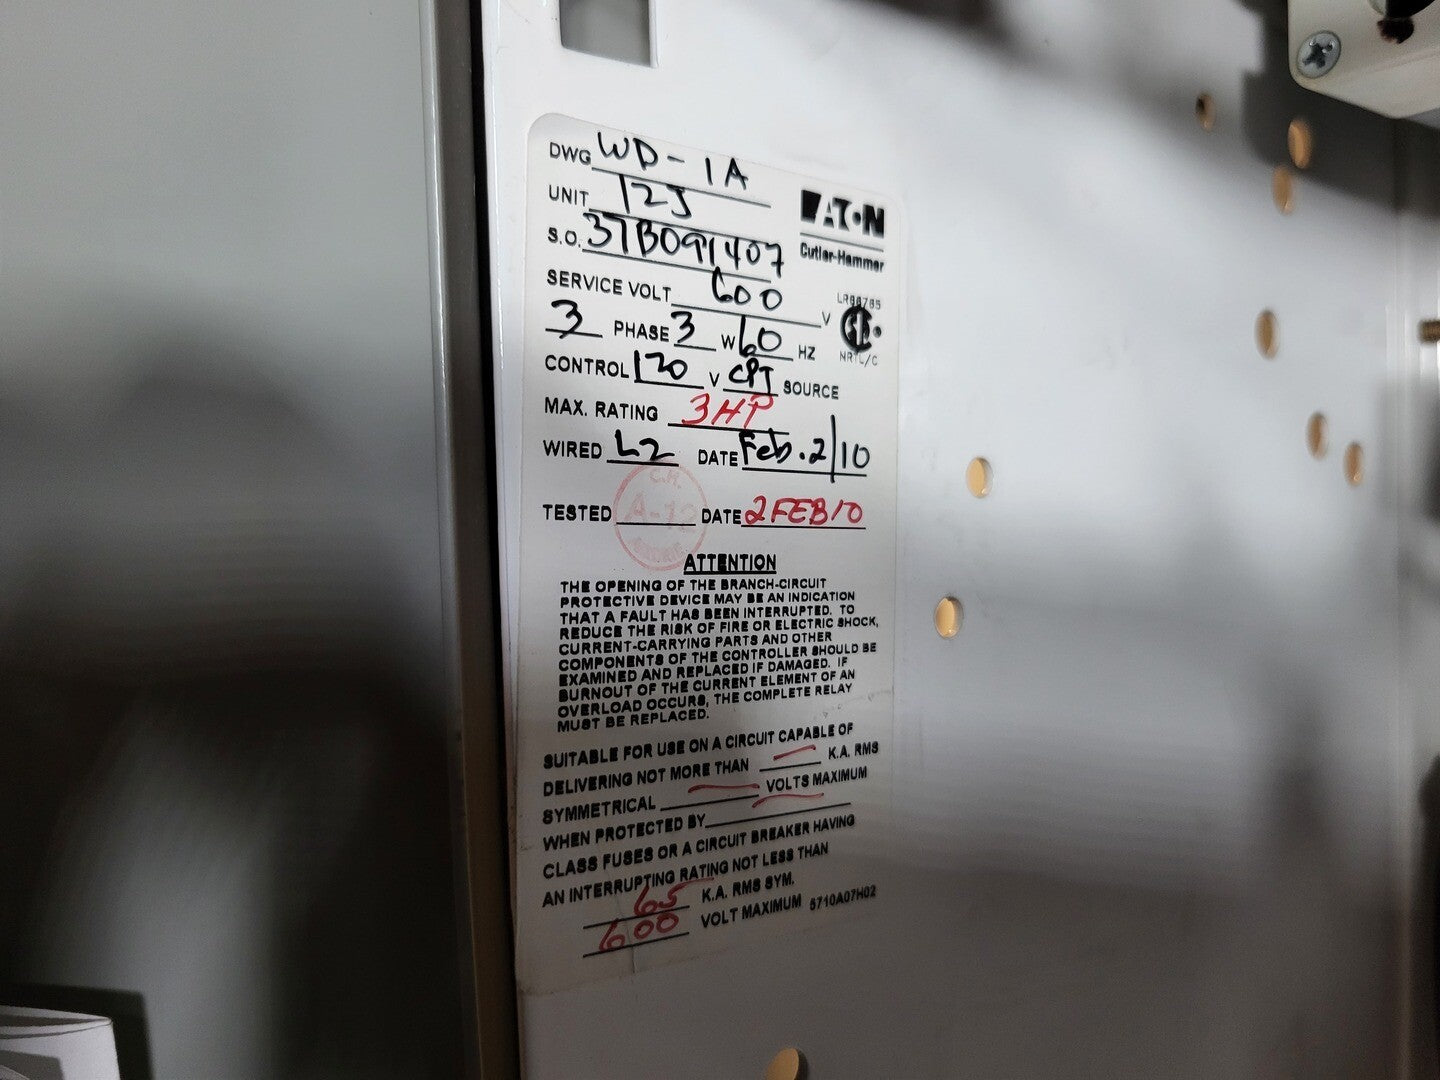 DWG WD-1A
UNIT 12J
S.O. 37B091407
EATON
Cutler-Hammer
SERVICE VOLT 600 V
LR86765
3 PHASE 3 W 60 HZ
NRTL/C
CONTROL 120 V CPT SOURCE
MAX. RATING 3HP
WIRED L2 DATE Feb. 2/10
TESTED DATE 2FEB10
C.H.
A-12
ATTENTION
THE OPENING OF THE BRANCH-CIRCUIT
PROTECTIVE DEVICE MAY BE AN INDICATION
THAT A FAULT HAS BEEN INTERRUPTED. TO
REDUCE THE RISK OF FIRE OR ELECTRIC SHOCK,
CURRENT-CARRYING PARTS AND OTHER
COMPONENTS OF THE CONTROLLER SHOULD BE
EXAMINED AND REPLACED IF DAMAGED. IF
BURNOUT OF THE CURRENT ELEMENT OF AN
OVERLOAD OCCURS, THE COMPLETE RELAY
MUST BE REPLACED.
SUITABLE FOR USE ON A CIRCUIT CAPABLE OF
DELIVERING NOT MORE THAN — K.A. RMS
SYMMETRICAL — VOLTS MAXIMUM
WHEN PROTECTED BY —
CLASS FUSES OR A CIRCUIT BREAKER HAVING
AN INTERRUPTING RATING NOT LESS THAN
65 K.A. RMS SYM.
600 VOLT MAXIMUM 5710A07H02